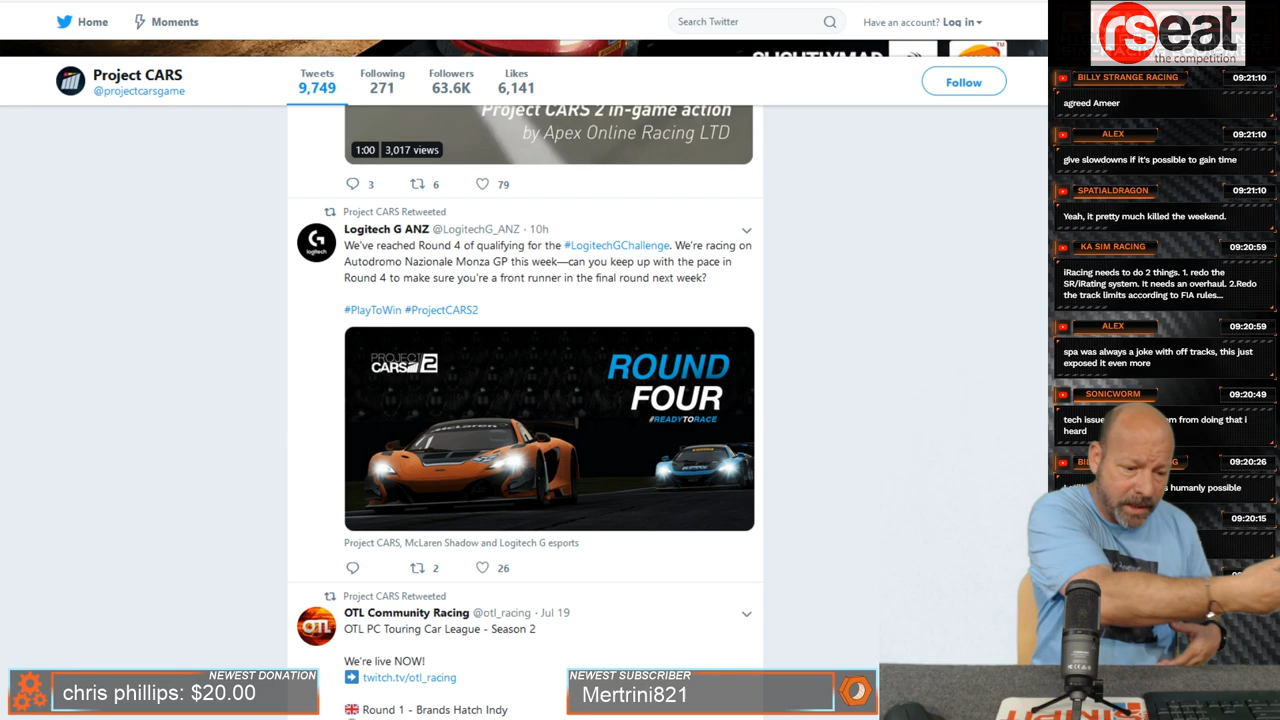 Home
Moments
Search Twitter
Have an account? Log in
SLIGHTLYMAD
Project CARS
@projectcarsgame
Tweets
9,749
Following
271
Followers
63.6K
Likes
6,141
Follow
Project CARS 2 in-game action
by Apex Online Racing LTD
1:00
3,017 views
3
6
79
Project CARS Retweeted
Logitech G ANZ @LogitechG_ANZ · 10h
We've reached Round 4 of qualifying for the #LogitechGChallenge. We're racing on
Autodromo Nazionale Monza GP this week—can you keep up with the pace in
Round 4 to make sure you're a front runner in the final round next week?
#PlayToWin #ProjectCARS2
logitech
PROJECT
CARS 2
ROUND
FOUR
//READYTORACE
McLaren
Project CARS, McLaren Shadow and Logitech G esports
2
26
Project CARS Retweeted
OTL Community Racing @otl_racing · Jul 19
OTL
OTL PC Touring Car League - Season 2
We're live NOW!
twitch.tv/otl_racing
Round 1 - Brands Hatch Indy
NEWEST DONATION
chris phillips: $20.00
NEWEST SUBSCRIBER
Mertrini821
rseat
the competition
BILLY STRANGE RACING
09:21:10
agreed Ameer
ALEX
09:21:10
give slowdowns if it's possible to gain time
SPATIALDRAGON
09:21:10
Yeah, it pretty much killed the weekend.
KA SIM RACING
09:20:59
iRacing needs to do 2 things. 1. redo the
SR/iRating system. It needs an overhaul. 2.Redo
the track limits according to FIA rules...
ALEX
09:20:59
spa was always a joke with off tracks, this just
exposed it even more
SONICWORM
09:20:49
tech issue
from doing that i
heard
09:20:26
humanly possible
09:20:15